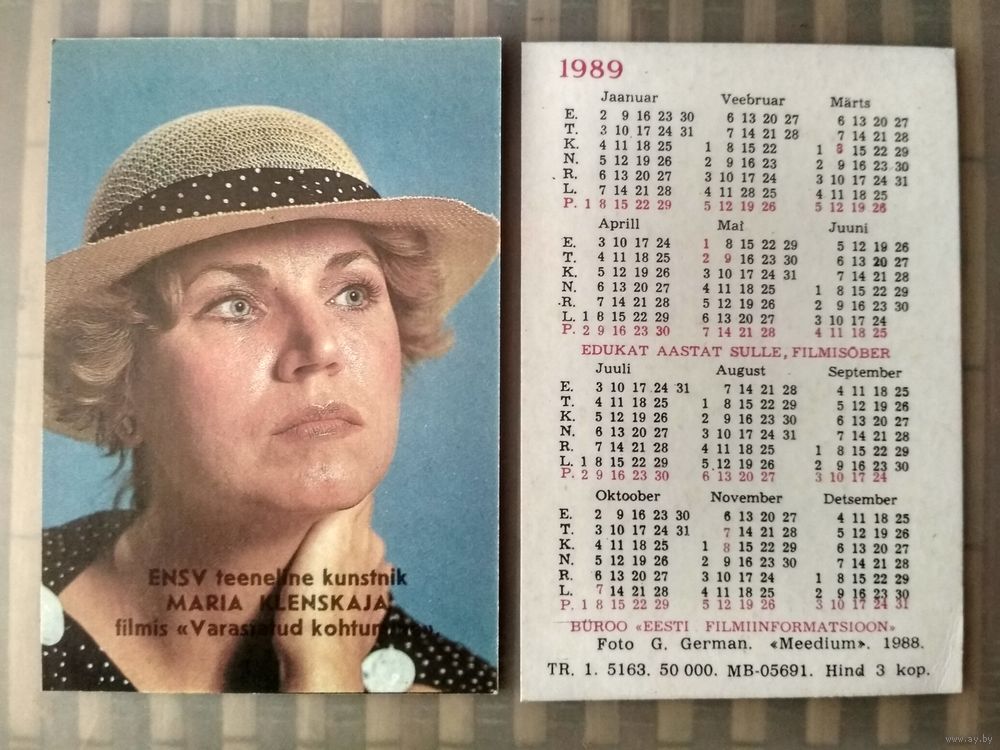 ENSV teeneline kunstnik
MARIA KLENSKAJA
filmis «Varastatud kohtumine»
1989
Jaanuar Veebruar Märts
E. 2 9 16 23 30 6 13 20 27 6 13 20 27
T. 3 10 17 24 31 7 14 21 28 7 14 21 28
K. 4 11 18 25 1 8 15 22 1 8 15 22 29
N. 5 12 19 26 2 9 16 23 2 9 16 23 30
R. 6 13 20 27 3 10 17 24 3 10 17 24 31
L. 7 14 21 28 4 11 28 25 4 11 18 25
P. 1 8 15 22 29 5 12 19 26 5 12 19 26
Aprill Mai Juuni
E. 3 10 17 24 1 8 15 22 29 5 12 19 26
T. 4 11 18 25 2 9 16 23 30 6 13 20 27
K. 5 12 19 26 3 10 17 24 31 7 14 21 28
N. 6 13 20 27 4 11 18 25 1 8 15 22 29
R. 7 14 21 28 5 12 19 26 2 9 16 23 30
L. 1 8 15 22 29 6 13 20 27 3 10 17 24
P. 2 9 16 23 30 7 14 21 28 4 11 18 25
EDUKAT AASTAT SULLE, FILMISÕBER
Juuli August September
E. 3 10 17 24 31 7 14 21 28 4 11 18 25
T. 4 11 18 25 1 8 15 22 29 5 12 19 26
K. 5 12 19 26 2 9 16 23 30 6 13 20 27
N. 6 13 20 27 3 10 17 24 31 7 14 21 28
R. 7 14 21 28 4 11 18 25 1 8 15 22 29
L. 1 8 15 22 29 5 12 19 26 2 9 16 23 30
P. 2 9 16 23 30 6 13 20 27 3 10 17 24
Oktoober November Detsember
E. 2 9 16 23 30 6 13 20 27 4 11 18 25
T. 3 10 17 24 31 7 14 21 28 5 12 19 26
K. 4 11 18 25 1 8 15 22 29 6 13 20 27
N. 5 12 19 26 2 9 16 23 30 7 14 21 28
R. 6 13 20 27 3 10 17 24 1 8 15 22 29
L. 7 14 21 28 4 11 18 25 2 9 16 23 30
P. 1 8 15 22 29 5 12 19 26 3 10 17 24 31
BÜROO «EESTI FILMIINFORMATSIOON»
Foto G. German. «Meedium». 1988.
TR. 1. 5163. 50 000. MB-05691. Hind 3 kop.
www.ay.by